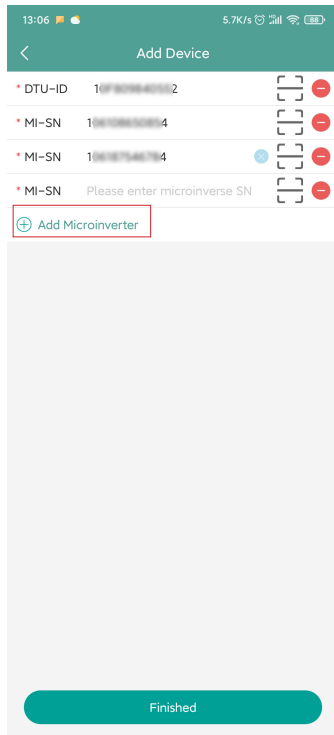 13:06 5.7K/s 88
Add Device
* DTU-ID
* MI-SN
* MI-SN
* MI-SN Please enter microinverse SN
Add Microinverter
Finished